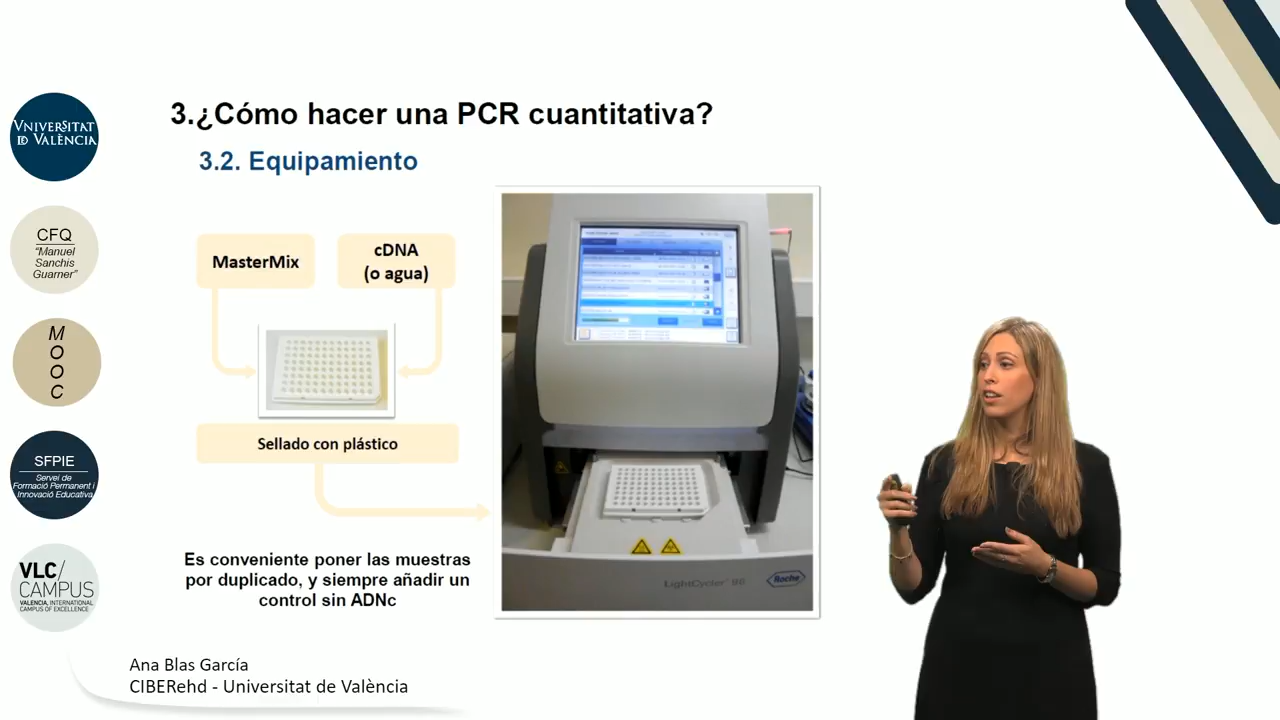 3.¿Cómo hacer una PCR cuantitativa?
3.2. Equipamiento
VNIVERSITAT
ID VALÈNCIA
CFQ
"Manuel
Sanchis
Guarner"
M
O
O
C
SFPIE
Servei de
Formació Permanent i
Innovació Educativa
VLC/
CAMPUS
VALENCIA, INTERNATIONAL
CAMPUS OF EXCELLENCE
MasterMix
cDNA
(o agua)
Sellado con plástico
Es conveniente poner las muestras
por duplicado, y siempre añadir un
control sin ADNc
LightCycler 96
Roche
Ana Blas García
CIBERehd - Universitat de València